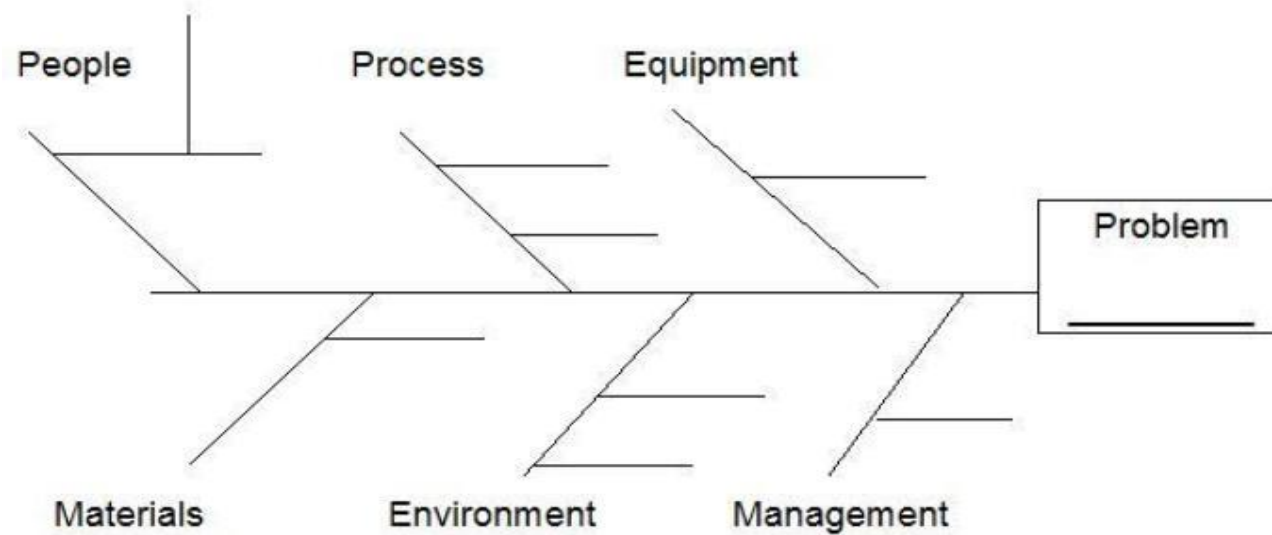 People
Process
Equipment
Problem
Materials
Environment
Management